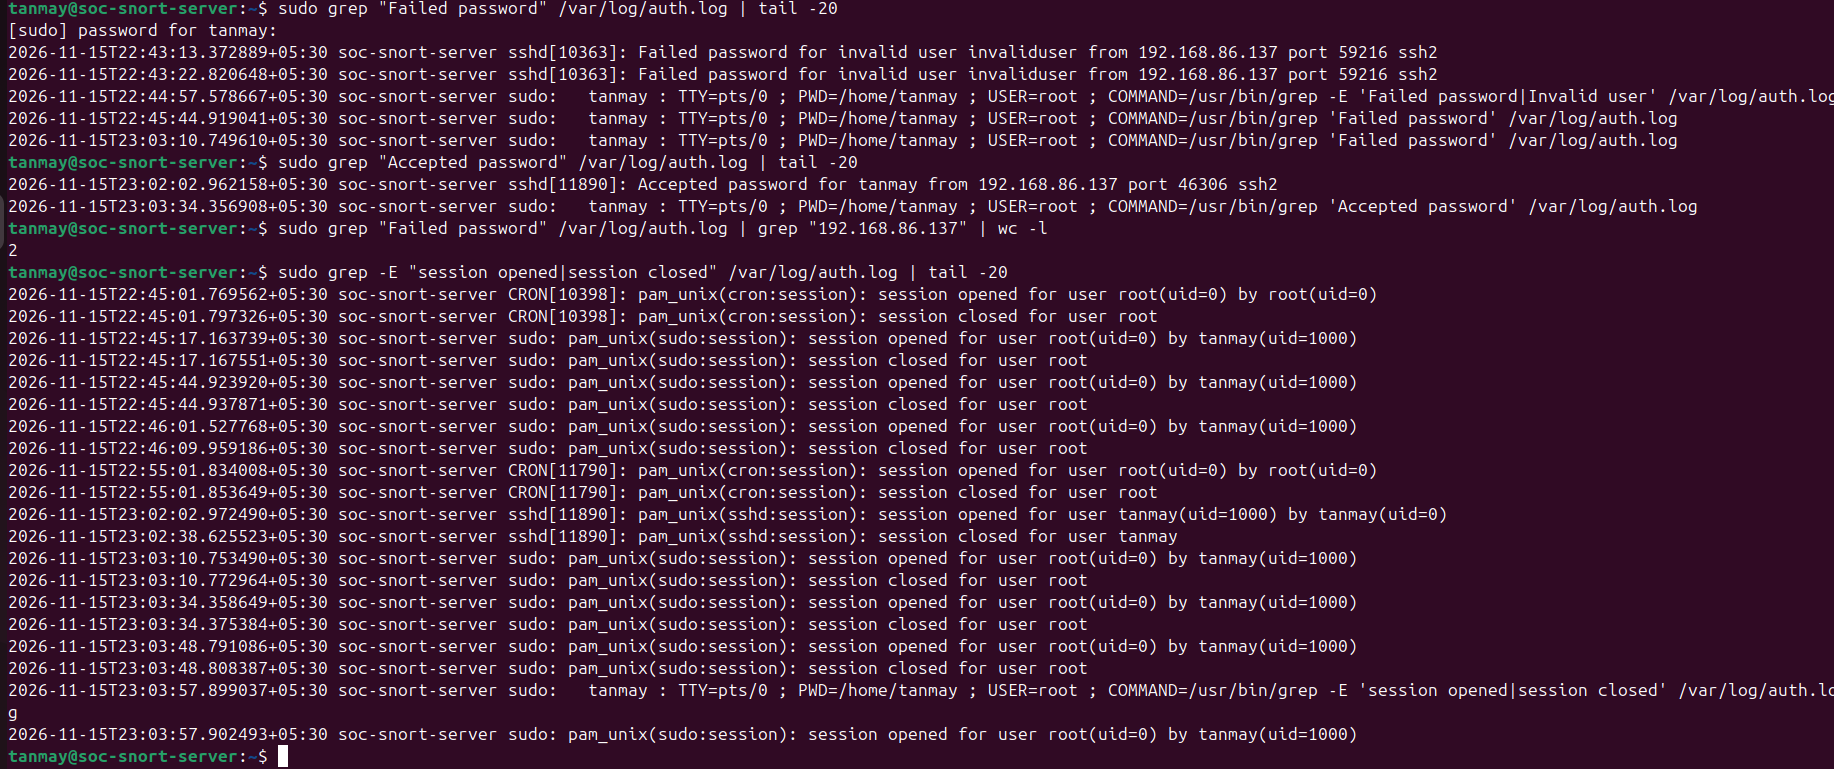 tanmay@soc-snort-server:~$ sudo grep "Failed password" /var/log/auth.log | tail -20
[sudo] password for tanmay:
2026-11-15T22:43:13.372889+05:30 soc-snort-server sshd[10363]: Failed password for invalid user invaliduser from 192.168.86.137 port 59216 ssh2
2026-11-15T22:43:22.820648+05:30 soc-snort-server sshd[10363]: Failed password for invalid user invaliduser from 192.168.86.137 port 59216 ssh2
2026-11-15T22:44:57.578667+05:30 soc-snort-server sudo:   tanmay : TTY=pts/0 ; PWD=/home/tanmay ; USER=root ; COMMAND=/usr/bin/grep -E 'Failed password|Invalid user' /var/log/auth.log
2026-11-15T22:45:44.919041+05:30 soc-snort-server sudo:   tanmay : TTY=pts/0 ; PWD=/home/tanmay ; USER=root ; COMMAND=/usr/bin/grep 'Failed password' /var/log/auth.log
2026-11-15T23:03:10.749610+05:30 soc-snort-server sudo:   tanmay : TTY=pts/0 ; PWD=/home/tanmay ; USER=root ; COMMAND=/usr/bin/grep 'Failed password' /var/log/auth.log
tanmay@soc-snort-server:~$ sudo grep "Accepted password" /var/log/auth.log | tail -20
2026-11-15T23:02:02.962158+05:30 soc-snort-server sshd[11890]: Accepted password for tanmay from 192.168.86.137 port 46306 ssh2
2026-11-15T23:03:34.356908+05:30 soc-snort-server sudo:   tanmay : TTY=pts/0 ; PWD=/home/tanmay ; USER=root ; COMMAND=/usr/bin/grep 'Accepted password' /var/log/auth.log
tanmay@soc-snort-server:~$ sudo grep "Failed password" /var/log/auth.log | grep "192.168.86.137" | wc -l
2
tanmay@soc-snort-server:~$ sudo grep -E "session opened|session closed" /var/log/auth.log | tail -20
2026-11-15T22:45:01.769562+05:30 soc-snort-server CRON[10398]: pam_unix(cron:session): session opened for user root(uid=0) by root(uid=0)
2026-11-15T22:45:01.797326+05:30 soc-snort-server CRON[10398]: pam_unix(cron:session): session closed for user root
2026-11-15T22:45:17.163739+05:30 soc-snort-server sudo: pam_unix(sudo:session): session opened for user root(uid=0) by tanmay(uid=1000)
2026-11-15T22:45:17.167551+05:30 soc-snort-server sudo: pam_unix(sudo:session): session closed for user root
2026-11-15T22:45:44.923920+05:30 soc-snort-server sudo: pam_unix(sudo:session): session opened for user root(uid=0) by tanmay(uid=1000)
2026-11-15T22:45:44.937871+05:30 soc-snort-server sudo: pam_unix(sudo:session): session closed for user root
2026-11-15T22:46:01.527768+05:30 soc-snort-server sudo: pam_unix(sudo:session): session opened for user root(uid=0) by tanmay(uid=1000)
2026-11-15T22:46:09.959186+05:30 soc-snort-server sudo: pam_unix(sudo:session): session closed for user root
2026-11-15T22:55:01.834008+05:30 soc-snort-server CRON[11790]: pam_unix(cron:session): session opened for user root(uid=0) by root(uid=0)
2026-11-15T22:55:01.853649+05:30 soc-snort-server CRON[11790]: pam_unix(cron:session): session closed for user root
2026-11-15T23:02:02.972490+05:30 soc-snort-server sshd[11890]: pam_unix(sshd:session): session opened for user tanmay(uid=1000) by tanmay(uid=0)
2026-11-15T23:02:38.625523+05:30 soc-snort-server sshd[11890]: pam_unix(sshd:session): session closed for user tanmay
2026-11-15T23:03:10.753490+05:30 soc-snort-server sudo: pam_unix(sudo:session): session opened for user root(uid=0) by tanmay(uid=1000)
2026-11-15T23:03:10.772964+05:30 soc-snort-server sudo: pam_unix(sudo:session): session closed for user root
2026-11-15T23:03:34.358649+05:30 soc-snort-server sudo: pam_unix(sudo:session): session opened for user root(uid=0) by tanmay(uid=1000)
2026-11-15T23:03:34.375384+05:30 soc-snort-server sudo: pam_unix(sudo:session): session closed for user root
2026-11-15T23:03:48.791086+05:30 soc-snort-server sudo: pam_unix(sudo:session): session opened for user root(uid=0) by tanmay(uid=1000)
2026-11-15T23:03:48.808387+05:30 soc-snort-server sudo: pam_unix(sudo:session): session closed for user root
2026-11-15T23:03:57.899037+05:30 soc-snort-server sudo:   tanmay : TTY=pts/0 ; PWD=/home/tanmay ; USER=root ; COMMAND=/usr/bin/grep -E 'session opened|session closed' /var/log/auth.lo
g
2026-11-15T23:03:57.902493+05:30 soc-snort-server sudo: pam_unix(sudo:session): session opened for user root(uid=0) by tanmay(uid=1000)
tanmay@soc-snort-server:~$